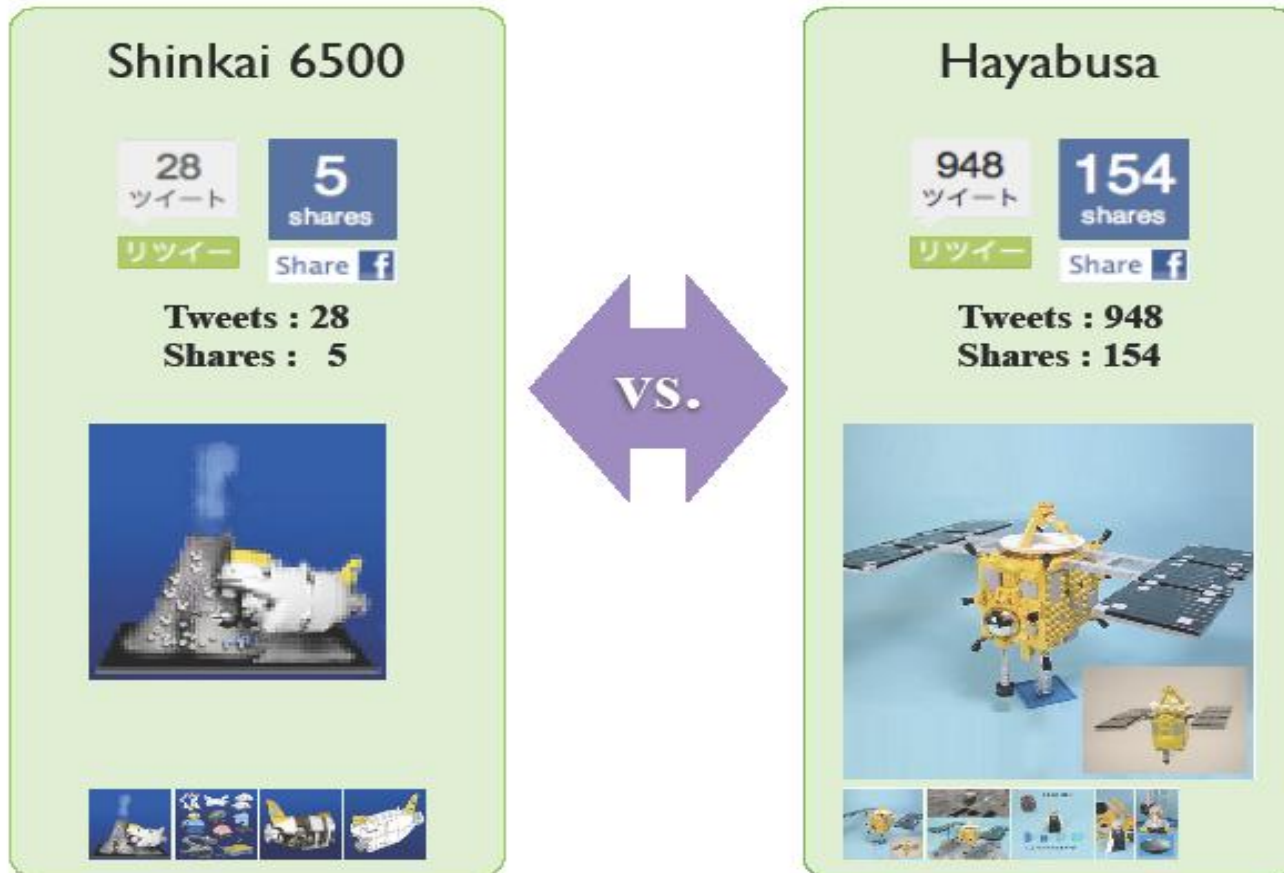 Shinkai 6500
28
ツイート
リツイー
5
shares
Share f
Tweets : 28
Shares : 5
vs.
Hayabusa
948
ツイート
リツイー
154
shares
Share f
Tweets : 948
Shares : 154